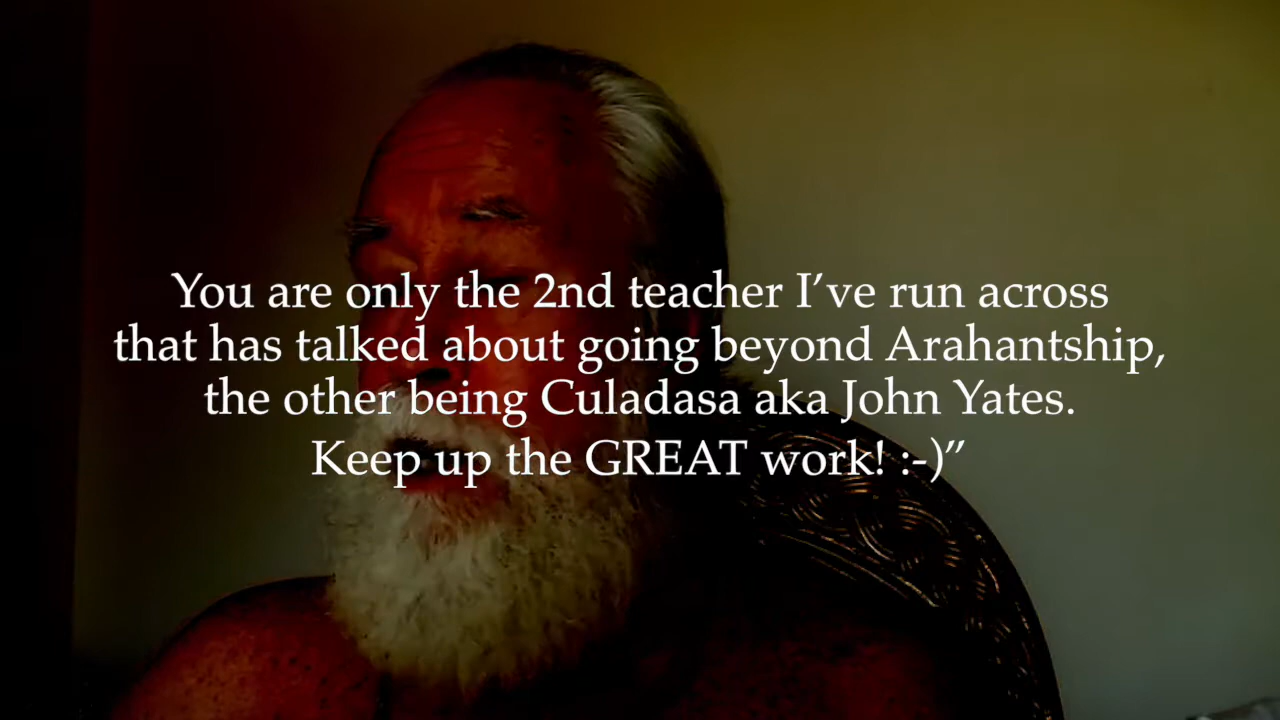 You are only the 2nd teacher I’ve run across
that has talked about going beyond Arahantship,
the other being Culadasa aka John Yates.
Keep up the GREAT work! :-)”